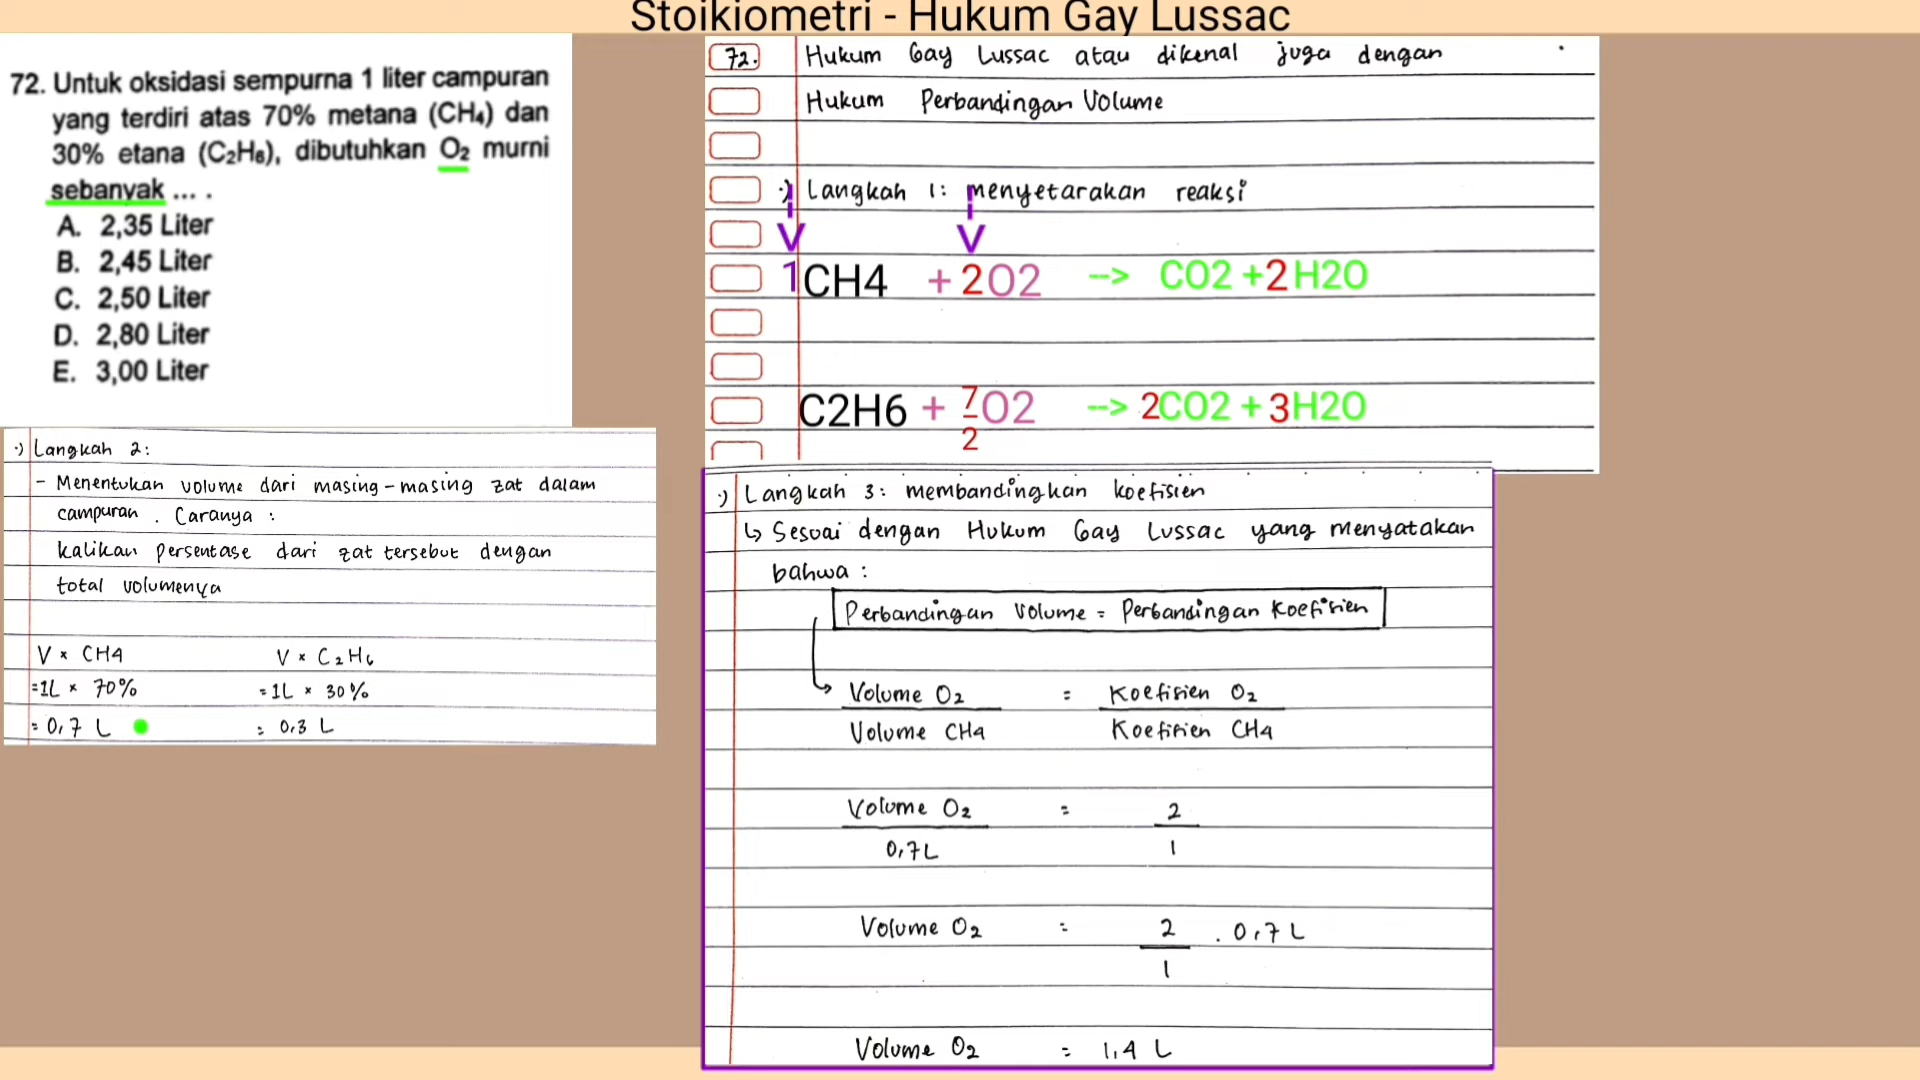 Stoikiometri - Hukum Gay Lussac
72. Untuk oksidasi sempurna 1 liter campuran
yang terdiri atas 70% metana (CH₄) dan
30% etana (C₂H₆), dibutuhkan O₂ murni
sebanyak ... .
A. 2,35 Liter
B. 2,45 Liter
C. 2,50 Liter
D. 2,80 Liter
E. 3,00 Liter
72. Hukum Gay Lussac atau dikenal juga dengan
Hukum Perbandingan Volume
·) Langkah 1: menyetarakan reaksi
1CH4 + 2O2 --> CO2 + 2H2O
C2H6 + 7/2 O2 --> 2CO2 + 3H2O
·) Langkah 2:
- Menentukan volume dari masing-masing zat dalam
campuran. Caranya :
kalikan persentase dari zat tersebut dengan
total volumenya
V × CH4 V × C₂H₆
= 1L × 70% = 1L × 30%
= 0,7 L = 0,3 L
·) Langkah 3: membandingkan koefisien
↳ Sesuai dengan Hukum Gay Lussac yang menyatakan
bahwa :
Perbandingan Volume = Perbandingan Koefisien
Volume O₂ = Koefisien O₂
Volume CH4 Koefisien CH4
Volume O₂ = 2
0,7L 1
Volume O₂ = 2 . 0,7 L
1
Volume O₂ = 1,4 L